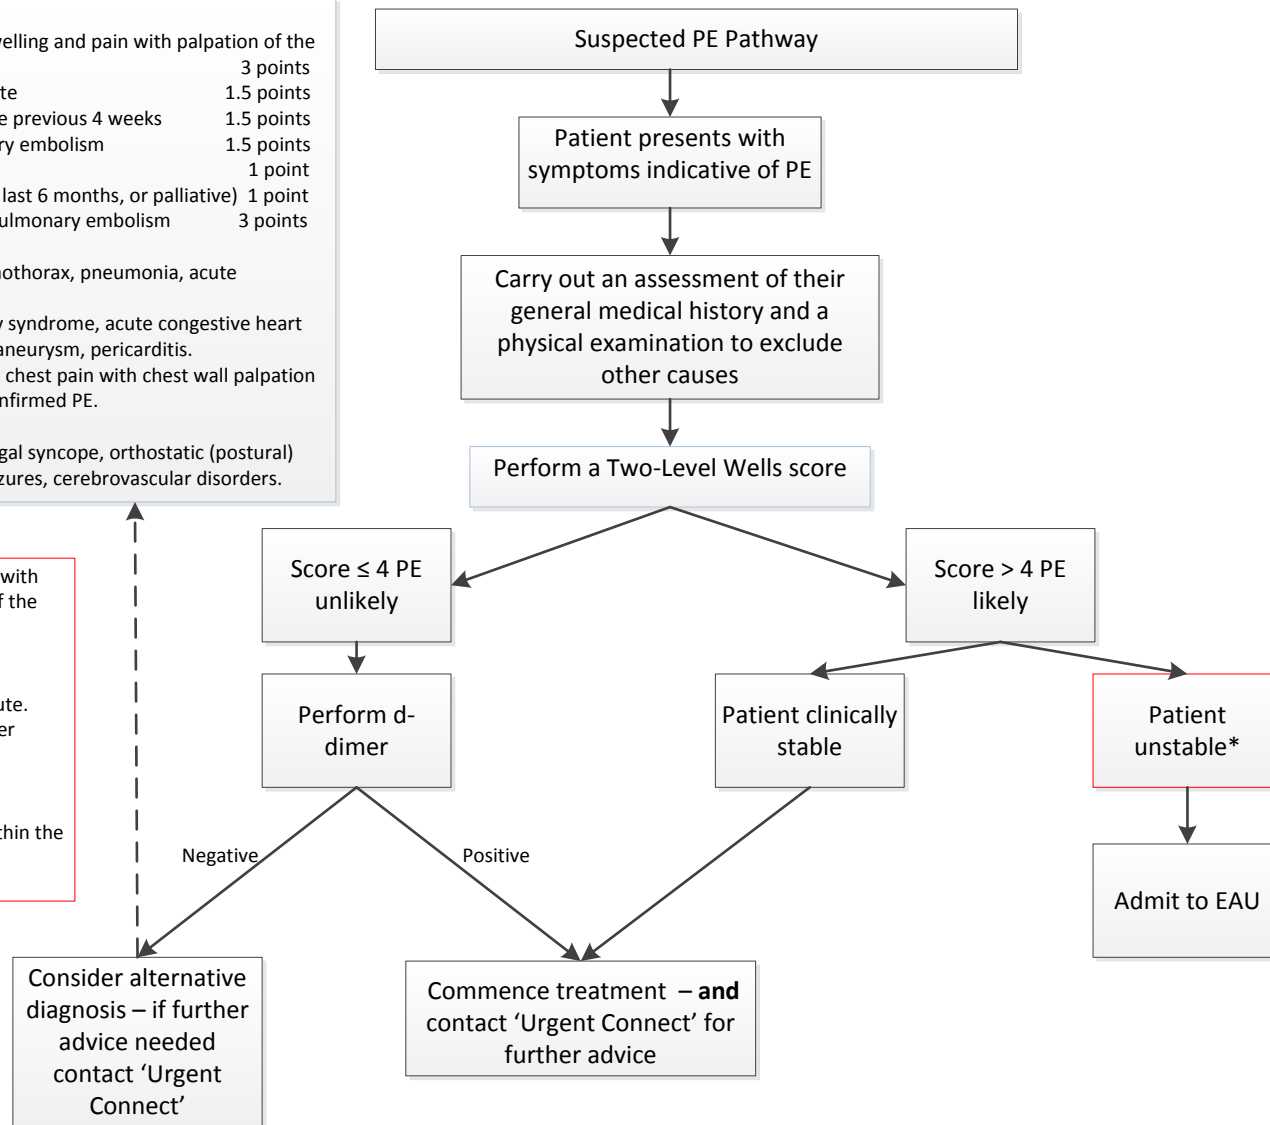 velling and pain with palpation of the
3 points
te 1.5 points
e previous 4 weeks 1.5 points
ry embolism 1.5 points
1 point
last 6 months, or palliative) 1 point
ulmonary embolism 3 points
nothorax, pneumonia, acute
y syndrome, acute congestive heart
aneurysm, pericarditis.
chest pain with chest wall palpation
nfirmed PE.
gal syncope, orthostatic (postural)
zures, cerebrovascular disorders.
with
f the
ute.
er
thin the
Suspected PE Pathway
Patient presents with
symptoms indicative of PE
Carry out an assessment of their
general medical history and a
physical examination to exclude
other causes
Perform a Two-Level Wells score
Score ≤ 4 PE
unlikely
Score > 4 PE
likely
Perform d-
dimer
Patient clinically
stable
Patient
unstable*
Negative
Positive
Admit to EAU
Consider alternative
diagnosis – if further
advice needed
contact ‘Urgent
Connect’
Commence treatment – and
contact ‘Urgent Connect’ for
further advice